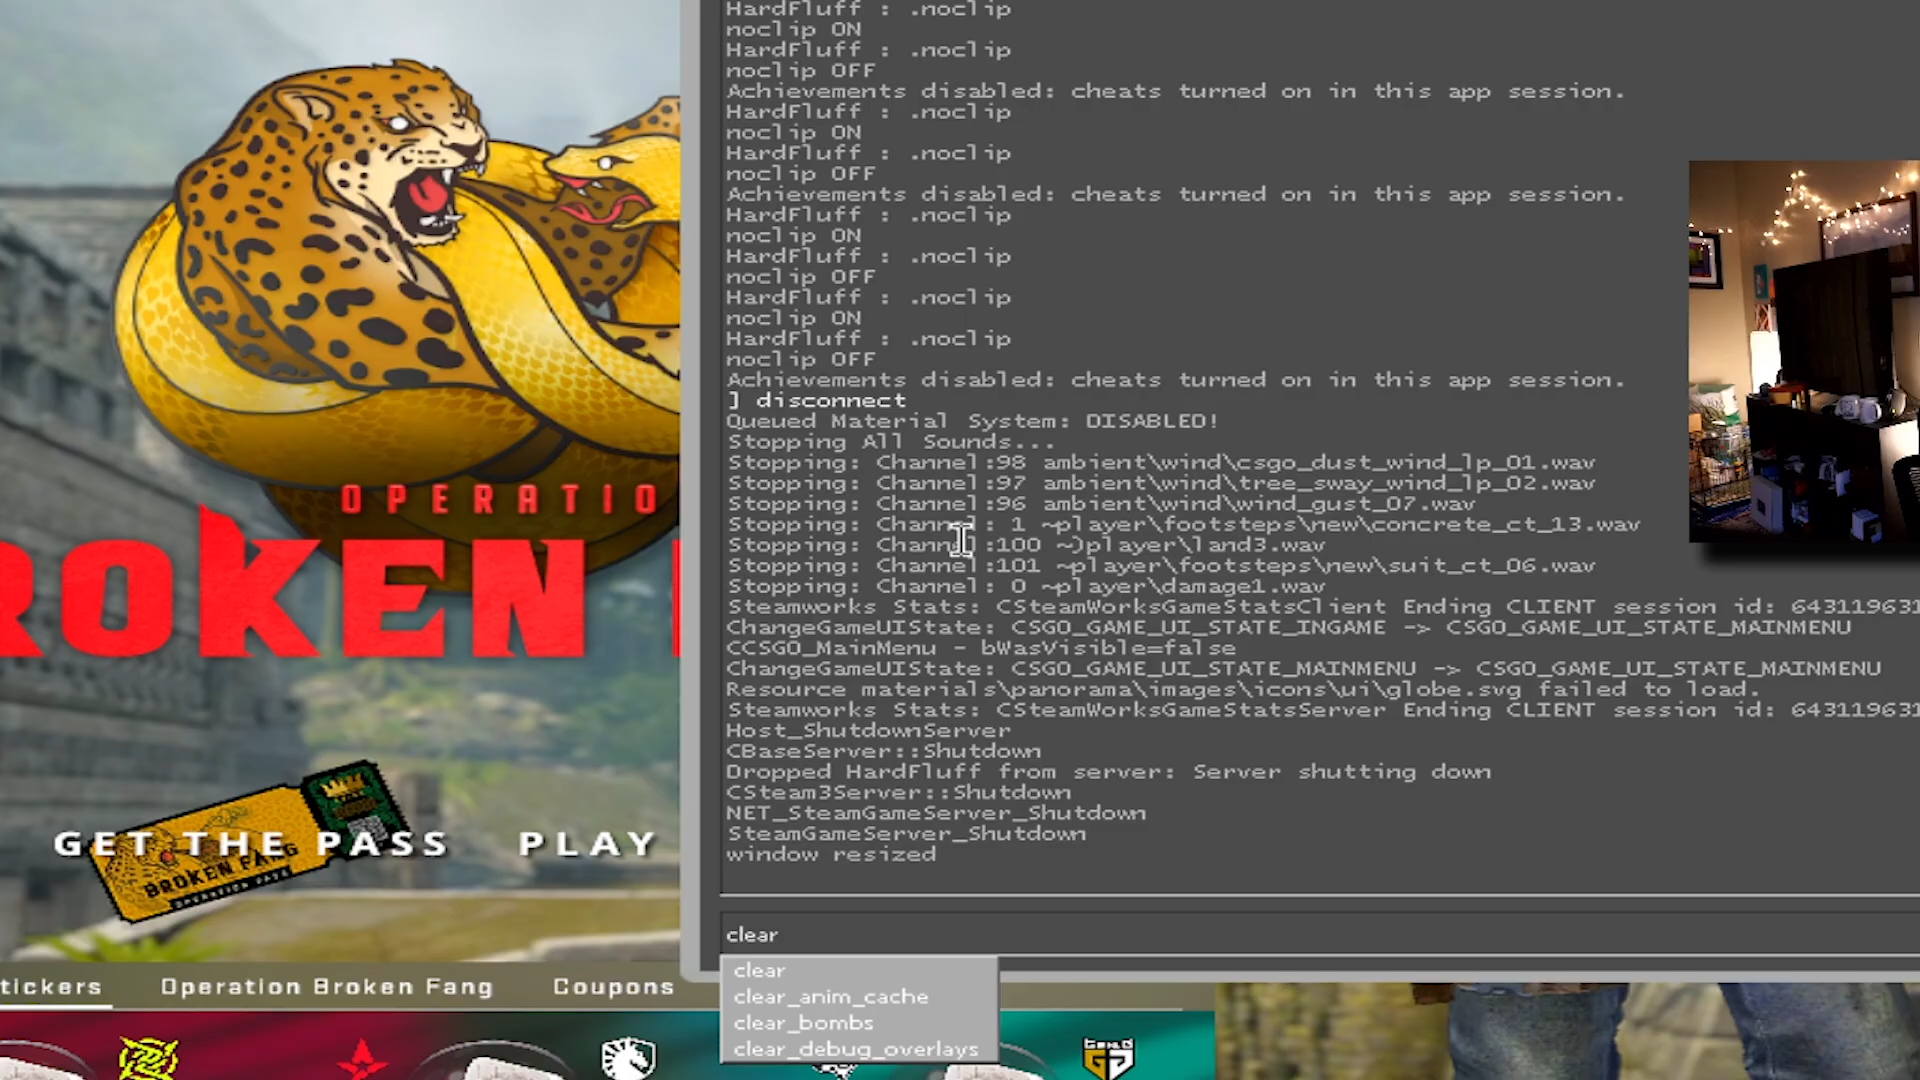 HardFluff : .noclip
noclip ON
HardFluff : .noclip
noclip OFF
Achievements disabled: cheats turned on in this app session.
HardFluff : .noclip
noclip ON
HardFluff : .noclip
noclip OFF
Achievements disabled: cheats turned on in this app session.
HardFluff : .noclip
noclip ON
HardFluff : .noclip
noclip OFF
HardFluff : .noclip
noclip ON
HardFluff : .noclip
noclip OFF
Achievements disabled: cheats turned on in this app session.
] disconnect
Queued Material System: DISABLED!
Stopping All Sounds...
Stopping: Channel:98 ambient\wind\csgo_dust_wind_lp_01.wav
Stopping: Channel:97 ambient\wind\tree_sway_wind_lp_02.wav
Stopping: Channel:96 ambient\wind\wind_gust_07.wav
Stopping: Channel: 1 ~player\footsteps\new\concrete_ct_13.wav
Stopping: Channel:100 ~)player\land3.wav
Stopping: Channel:101 ~player\footsteps\new\suit_ct_06.wav
Stopping: Channel: 0 ~player\damage1.wav
Steamworks Stats: CSteamWorksGameStatsClient Ending CLIENT session id: 643119631
ChangeGameUIState: CSGO_GAME_UI_STATE_INGAME -> CSGO_GAME_UI_STATE_MAINMENU
CCSGO_MainMenu - bWasVisible=false
ChangeGameUIState: CSGO_GAME_UI_STATE_MAINMENU -> CSGO_GAME_UI_STATE_MAINMENU
Resource materials\panorama\images\icons\ui\globe.svg failed to load.
Steamworks Stats: CSteamWorksGameStatsServer Ending CLIENT session id: 643119631
Host_ShutdownServer
CBaseServer::Shutdown
Dropped HardFluff from server: Server shutting down
CSteam3Server::Shutdown
NET_SteamGameServer_Shutdown
SteamGameServer_Shutdown
window resized
clear
clear
clear_anim_cache
clear_bombs
clear_debug_overlays
OPERATIO
ROKEN
GET THE PASS PLAY
BROKEN FANG
OPERATION PASS
tickers Operation Broken Fang Coupons
GEN.G